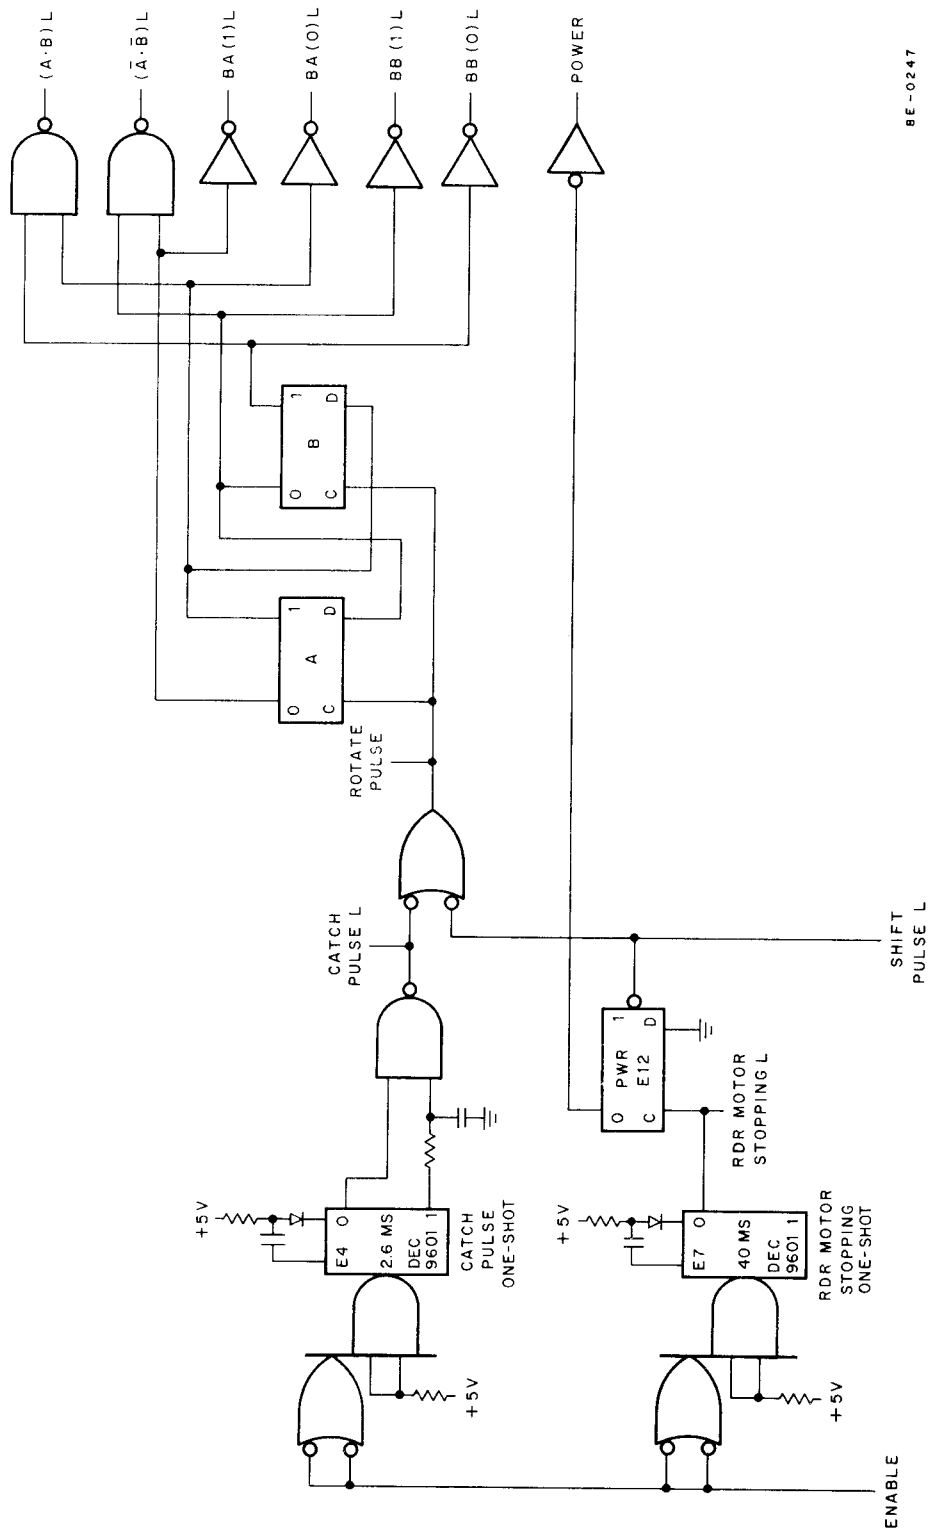 (A·B)L
(Ā·B)L
BA(1)L
BA(0)L
BB(1)L
BB(0)L
POWER
0 1
B
C D
0 1
A
C D
ROTATE
PULSE
CATCH
PULSE L
SHIFT
PULSE L
+5V
E4 0
2.6 MS
DEC
9601 1
CATCH
PULSE
ONE-SHOT
+5V
0 1
PWR
E12
C D
RDR MOTOR
STOPPING L
+5V
E7 0
40 MS
DEC
9601 1
RDR MOTOR
STOPPING
ONE-SHOT
+5V
ENABLE
8E-0247